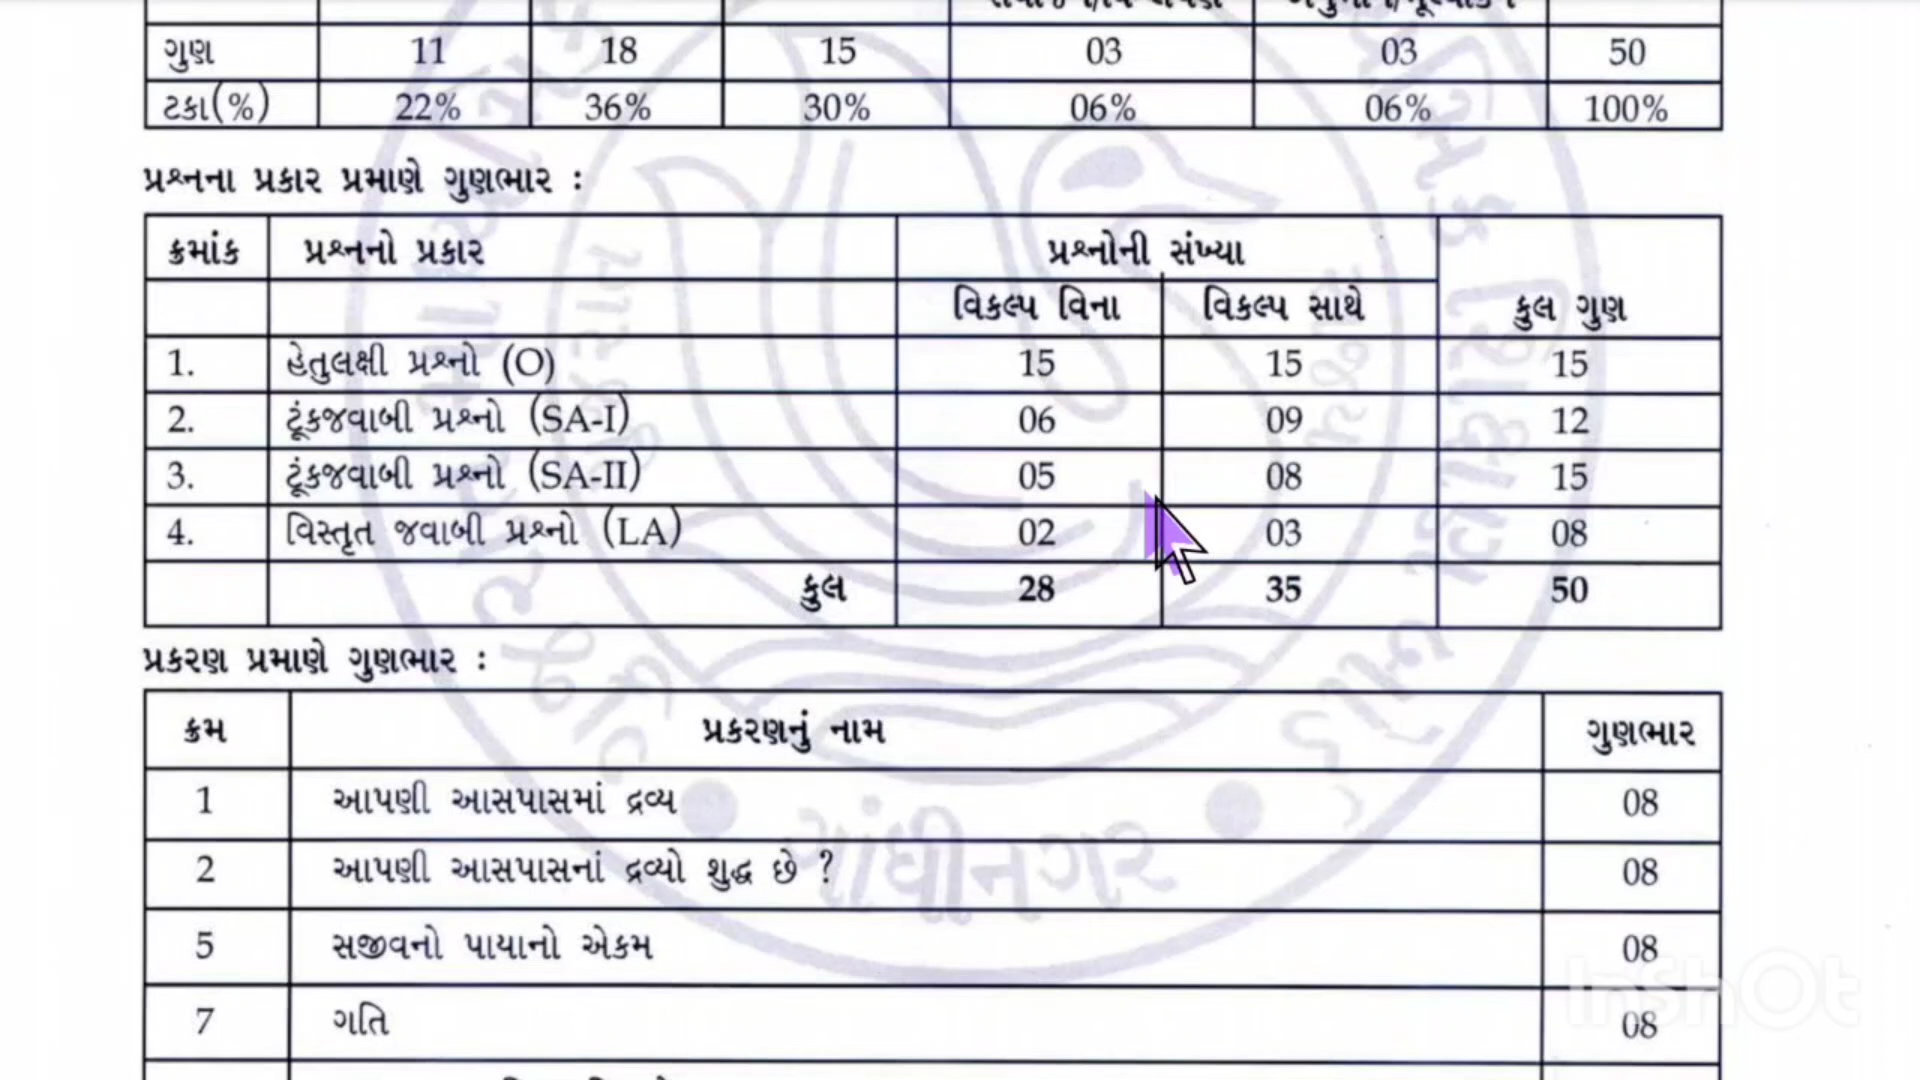 ગુણ 11 18 15 03 03 50
ટકા(%) 22% 36% 30% 06% 06% 100%
પ્રશ્નના પ્રકાર પ્રમાણે ગુણભાર :
ક્રમાંક પ્રશ્નનો પ્રકાર પ્રશ્નોની સંખ્યા
વિકલ્પ વિના વિકલ્પ સાથે કુલ ગુણ
1. હેતુલક્ષી પ્રશ્નો (O) 15 15 15
2. ટૂંકજવાબી પ્રશ્નો (SA-I) 06 09 12
3. ટૂંકજવાબી પ્રશ્નો (SA-II) 05 08 15
4. વિસ્તૃત જવાબી પ્રશ્નો (LA) 02 03 08
કુલ 28 35 50
પ્રકરણ પ્રમાણે ગુણભાર :
ક્રમ પ્રકરણનું નામ ગુણભાર
1 આપણી આસપાસમાં દ્રવ્ય 08
2 આપણી આસપાસનાં દ્રવ્યો શુદ્ધ છે ? 08
5 સજીવનો પાયાનો એકમ 08
7 ગતિ 08
ગાંધીનગર
InShOt